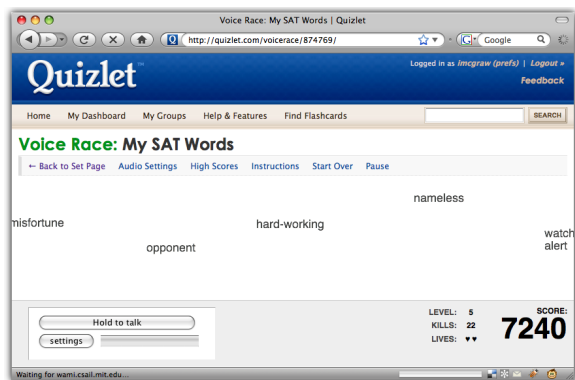 Voice Race: My SAT Words | Quizlet
http://quizlet.com/voicerace/874769/
Google
Quizlet™
Logged in as imcgraw (prefs) | Logout »
Feedback
Home My Dashboard My Groups Help & Features Find Flashcards SEARCH
Voice Race: My SAT Words
← Back to Set Page Audio Settings High Scores Instructions Start Over Pause
nameless
misfortune
hard-working
watch
opponent
alert
Hold to talk
settings
LEVEL: 5
KILLS: 22
LIVES: ♥♥
SCORE:
7240
Waiting for wami.csail.mit.edu...